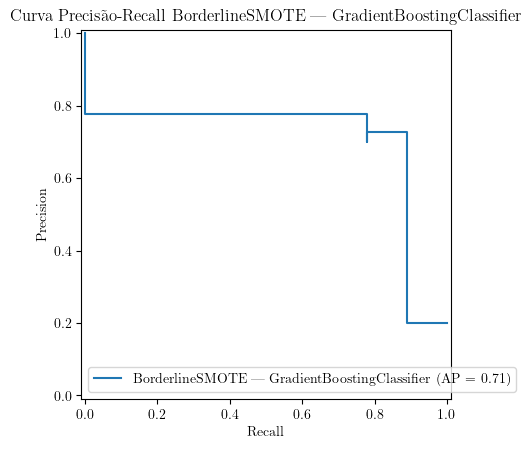 Curva Precisão-Recall BorderlineSMOTE — GradientBoostingClassifier
1.0
0.8
0.6
0.4
0.2
0.0
Precision
BorderlineSMOTE — GradientBoostingClassifier (AP = 0.71)
0.0 0.2 0.4 0.6 0.8 1.0
Recall